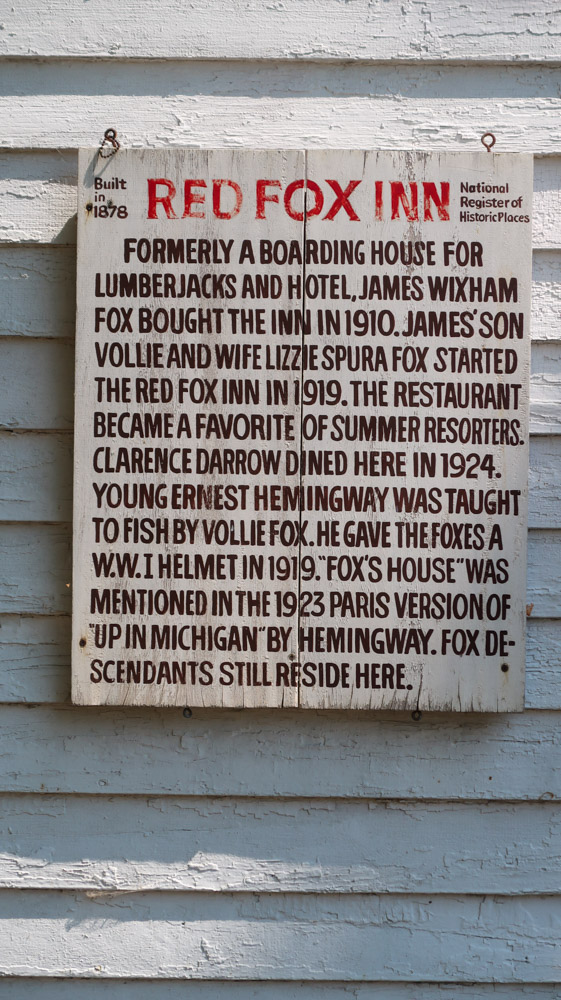 Built
in
1878
RED FOX INN
National
Register of
Historic Places
FORMERLY A BOARDING HOUSE FOR
LUMBERJACKS AND HOTEL, JAMES WIXHAM
FOX BOUGHT THE INN IN 1910. JAMES' SON
VOLLIE AND WIFE LIZZIE SPURA FOX STARTED
THE RED FOX INN IN 1919. THE RESTAURANT
BECAME A FAVORITE OF SUMMER RESORTERS.
CLARENCE DARROW DINED HERE IN 1924.
YOUNG ERNEST HEMINGWAY WAS TAUGHT
TO FISH BY VOLLIE FOX. HE GAVE THE FOXES A
W.W.I HELMET IN 1919. "FOX'S HOUSE" WAS
MENTIONED IN THE 1923 PARIS VERSION OF
"UP IN MICHIGAN" BY HEMINGWAY. FOX DE-
SCENDANTS STILL RESIDE HERE.